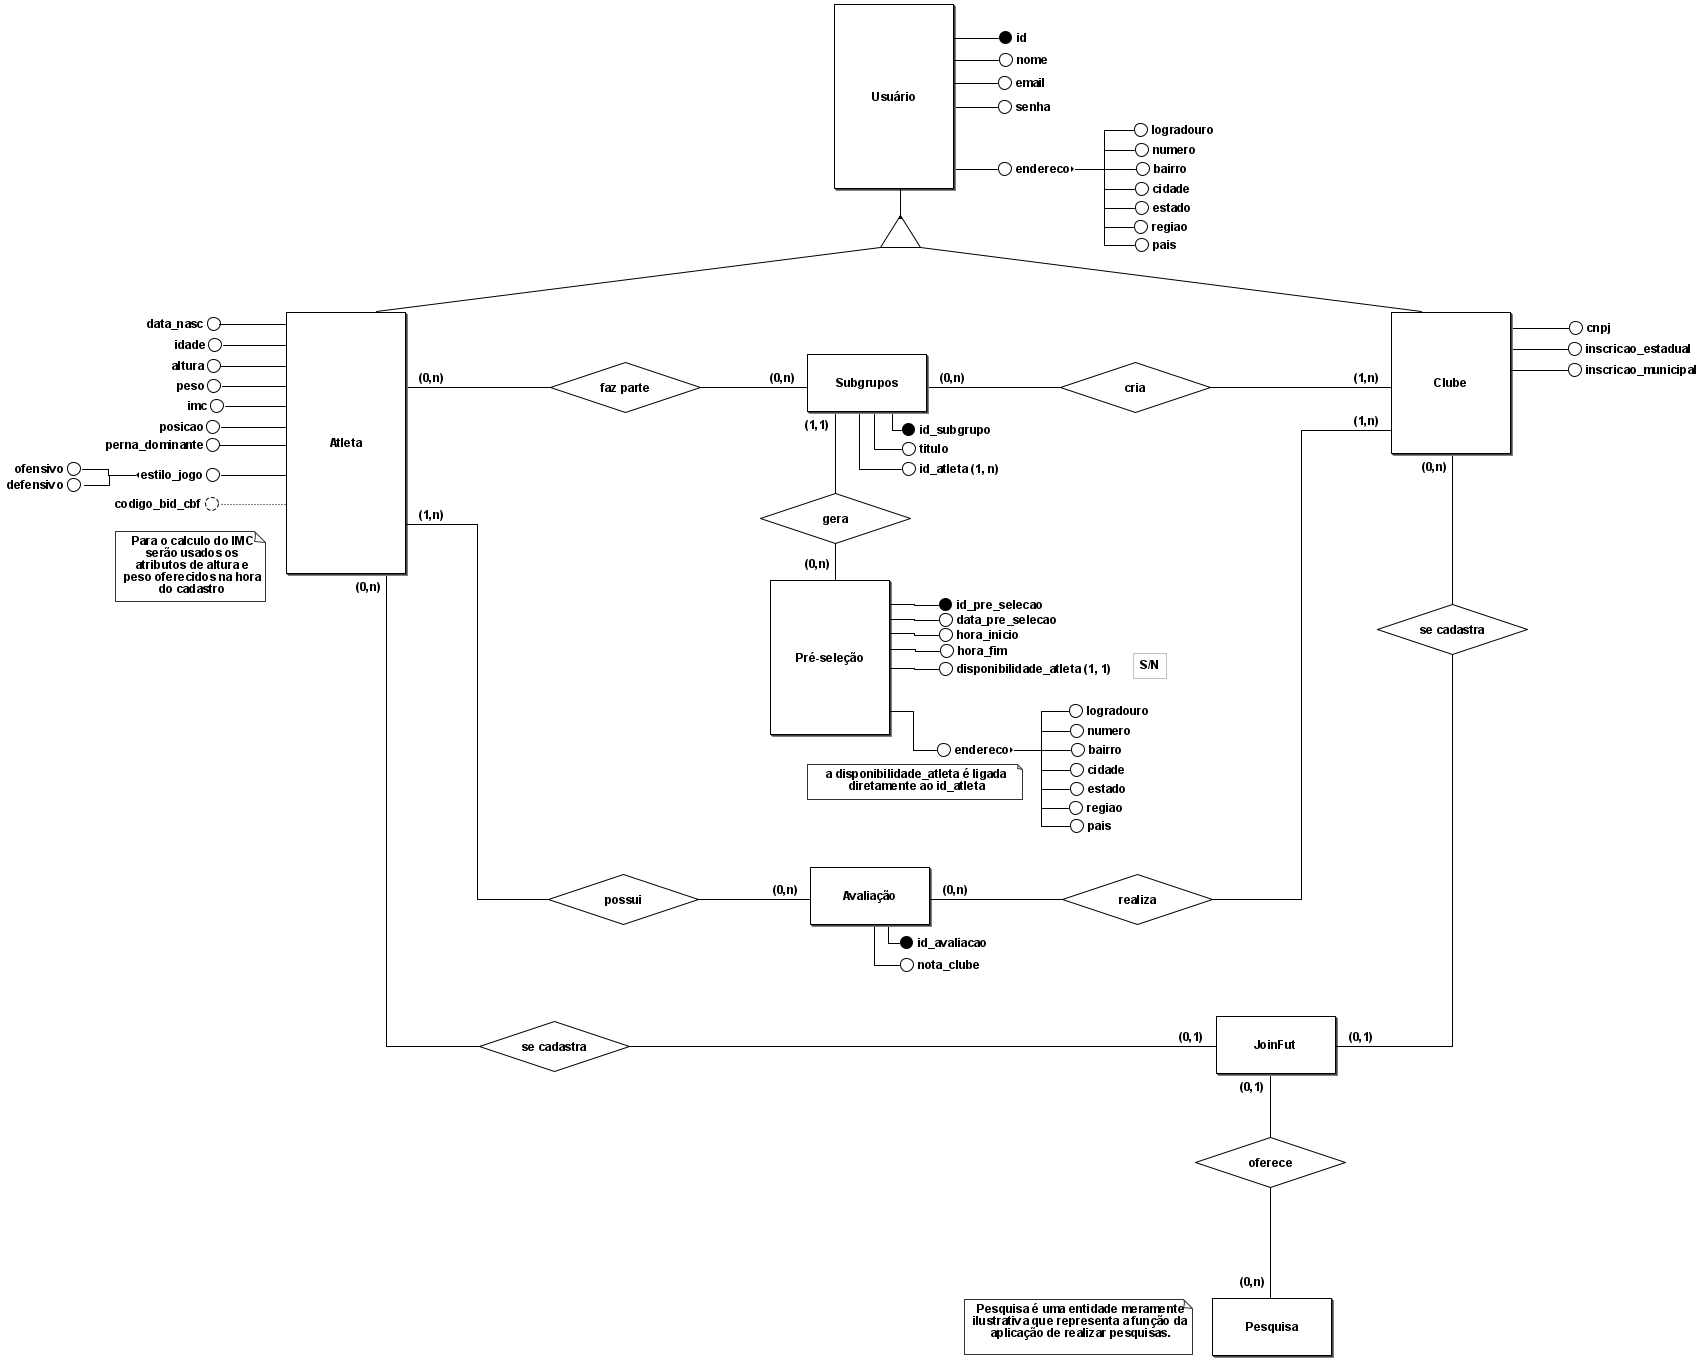 Usuário
id
nome
email
senha
endereco
logradouro
numero
bairro
cidade
estado
regiao
pais
data_nasc
idade
altura
peso
imc
posicao
perna_dominante
estilo_jogo
ofensivo
defensivo
codigo_bid_cbf
Atleta
Para o calculo do IMC
serão usados os
atributos de altura e
peso oferecidos na hora
do cadastro
(0,n)
faz parte
(0,n)
Subgrupos
(0,n)
cria
(1,n)
Clube
cnpj
inscricao_estadual
inscricao_municipal
(1,1)
id_subgrupo
titulo
id_atleta (1, n)
(1,n)
(0,n)
(1,n)
(0,n)
gera
(0,n)
Pré-seleção
id_pre_selecao
data_pre_selecao
hora_inicio
hora_fim
disponibilidade_atleta (1, 1)
S/N
se cadastra
endereco
logradouro
numero
bairro
cidade
estado
regiao
pais
a disponibilidade_atleta é ligada
diretamente ao id_atleta
possui
(0,n)
Avaliação
(0,n)
realiza
id_avaliacao
nota_clube
se cadastra
(0,1)
JoinFut
(0,1)
(0,1)
oferece
(0,n)
Pesquisa é uma entidade meramente
ilustrativa que representa a função da
aplicação de realizar pesquisas.
Pesquisa